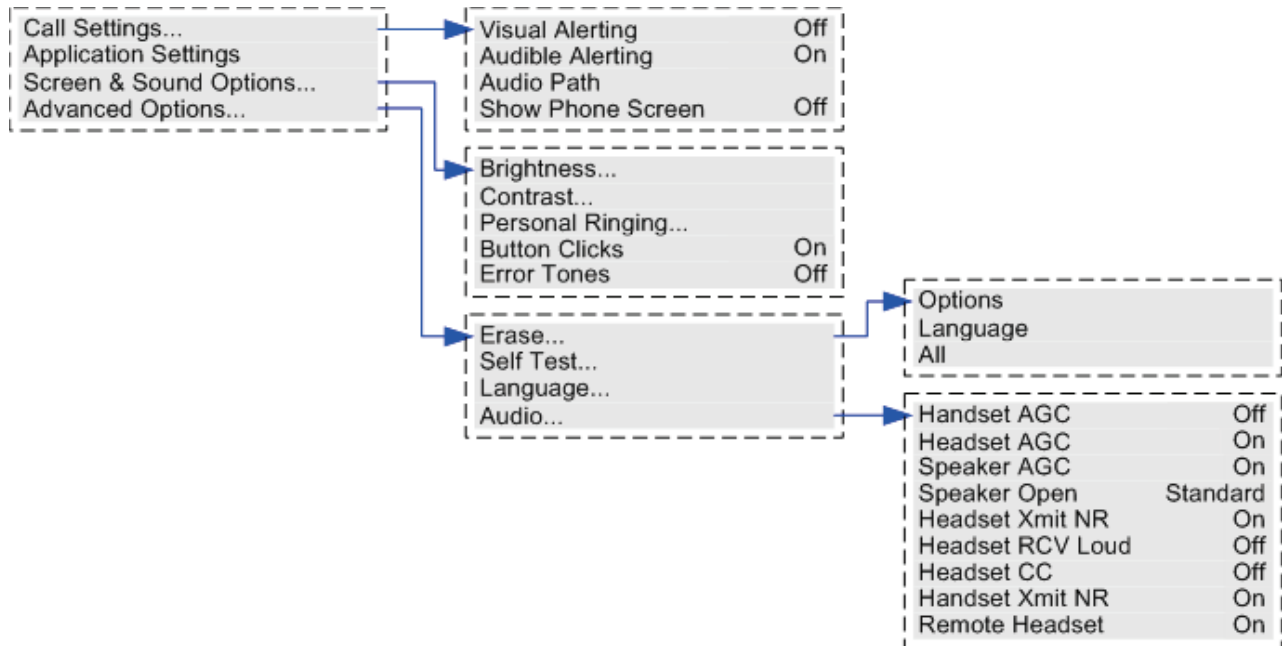 Call Settings...
Application Settings
Screen & Sound Options...
Advanced Options...
Visual Alerting Off
Audible Alerting On
Audio Path
Show Phone Screen Off
Brightness...
Contrast...
Personal Ringing...
Button Clicks On
Error Tones Off
Erase...
Self Test...
Language...
Audio...
Options
Language
All
Handset AGC Off
Headset AGC On
Speaker AGC On
Speaker Open Standard
Headset Xmit NR On
Headset RCV Loud Off
Headset CC Off
Handset Xmit NR On
Remote Headset On